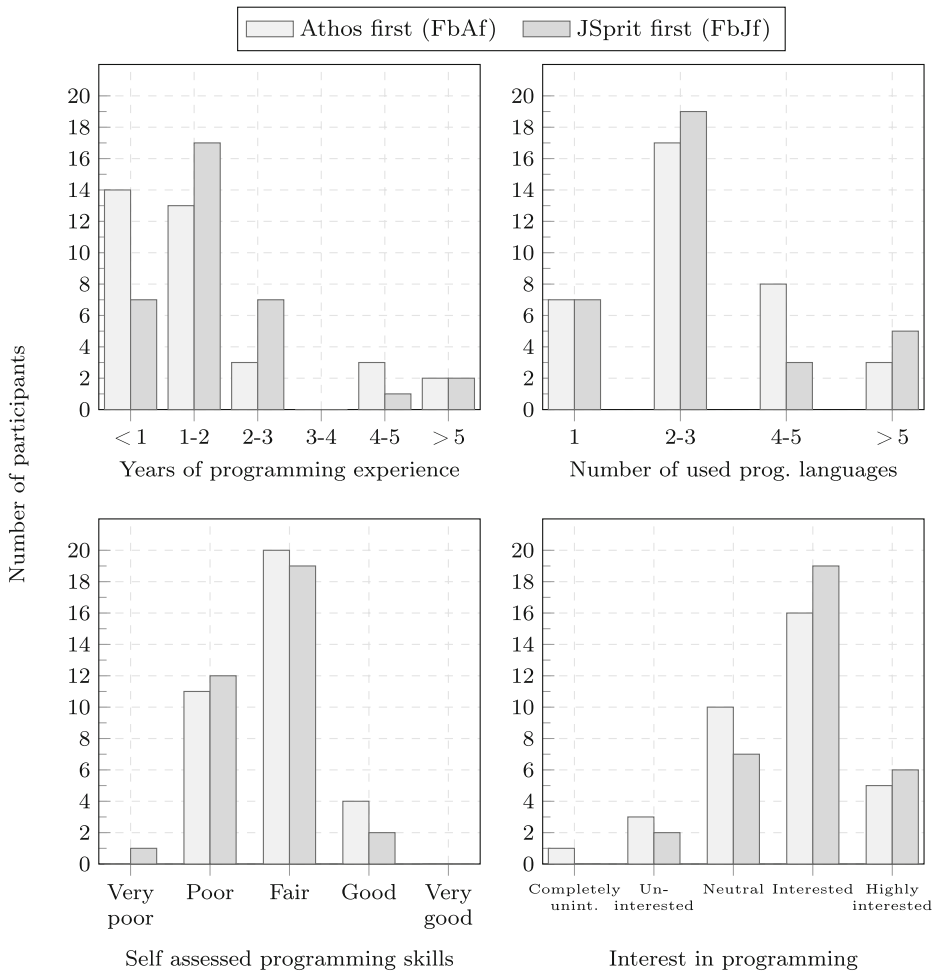 Athos first (FbAf) JSprit first (FbJf)
Number of participants
20 18 16 14 12 10 8 6 4 2 0
< 1 1-2 2-3 3-4 4-5 > 5
Years of programming experience
20 18 16 14 12 10 8 6 4 2 0
1 2-3 4-5 > 5
Number of used prog. languages
20 18 16 14 12 10 8 6 4 2 0
Very Poor Fair Good Very
poor good
Self assessed programming skills
20 18 16 14 12 10 8 6 4 2 0
Completely Un- Neutral Interested Highly
unint. interested interested
Interest in programming